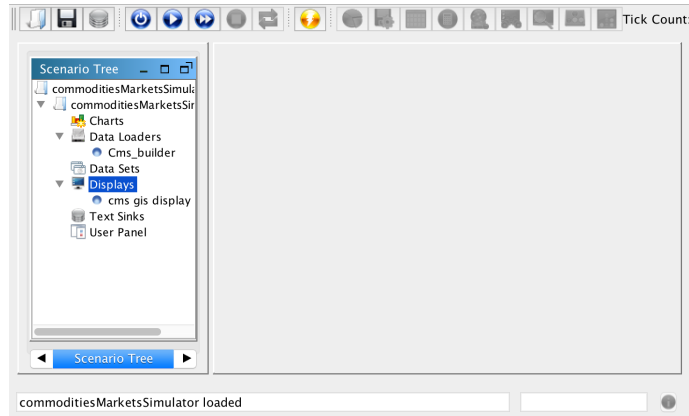 Tick Count:
Scenario Tree
commoditiesMarketsSimula
commoditiesMarketsSir
Charts
Data Loaders
Cms_builder
Data Sets
Displays
cms gis display
Text Sinks
User Panel
Scenario Tree
commoditiesMarketsSimulator loaded